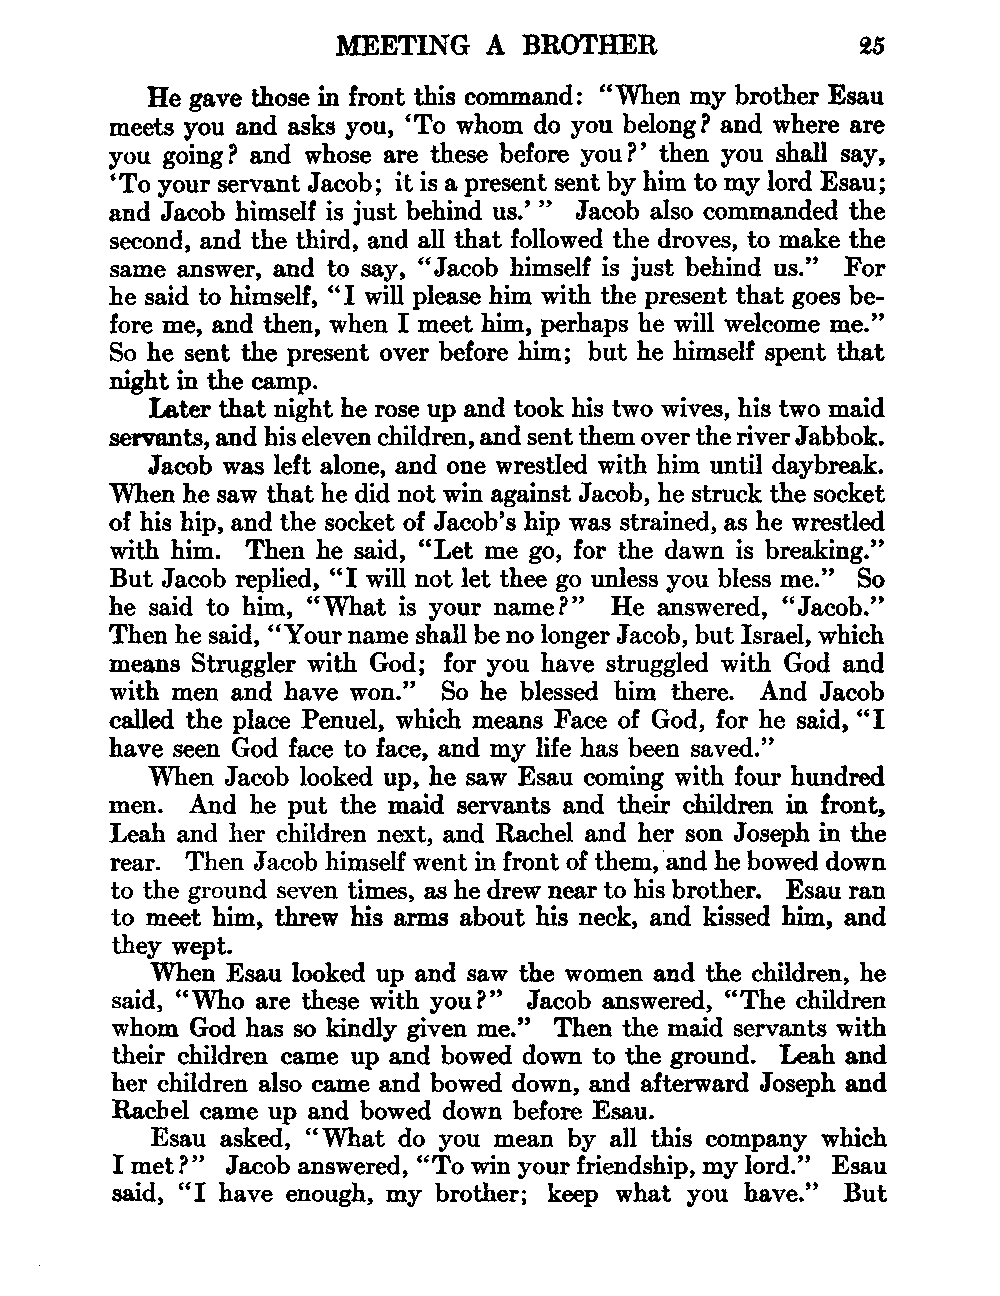 MEETING A BROTHER 25
He gave those in front this command: “When my brother Esau
meets you and asks you, ‘To whom do you belong? and where are
you going? and whose are these before you?’ then you shall say,
‘To your servant Jacob; it is a present sent by him to my lord Esau;
and Jacob himself is just behind us.’ ” Jacob also commanded the
second, and the third, and all that followed the droves, to make the
same answer, and to say, “Jacob himself is just behind us.” For
he said to himself, “I will please him with the present that goes be-
fore me, and then, when I meet him, perhaps he will welcome me.”
So he sent the present over before him; but he himself spent that
night in the camp.
Later that night he rose up and took his two wives, his two maid
servants, and his eleven children, and sent them over the river Jabbok.
Jacob was left alone, and one wrestled with him until daybreak.
When he saw that he did not win against Jacob, he struck the socket
of his hip, and the socket of Jacob’s hip was strained, as he wrestled
with him. Then he said, “Let me go, for the dawn is breaking.”
But Jacob replied, “I will not let thee go unless you bless me.” So
he said to him, “What is your name?” He answered, “Jacob.”
Then he said, “Your name shall be no longer Jacob, but Israel, which
means Struggler with God; for you have struggled with God and
with men and have won.” So he blessed him there. And Jacob
called the place Penuel, which means Face of God, for he said, “I
have seen God face to face, and my life has been saved.”
When Jacob looked up, he saw Esau coming with four hundred
men. And he put the maid servants and their children in front,
Leah and her children next, and Rachel and her son Joseph in the
rear. Then Jacob himself went in front of them, and he bowed down
to the ground seven times, as he drew near to his brother. Esau ran
to meet him, threw his arms about his neck, and kissed him, and
they wept.
When Esau looked up and saw the women and the children, he
said, “Who are these with you?” Jacob answered, “The children
whom God has so kindly given me.” Then the maid servants with
their children came up and bowed down to the ground. Leah and
her children also came and bowed down, and afterward Joseph and
Rachel came up and bowed down before Esau.
Esau asked, “What do you mean by all this company which
I met?” Jacob answered, “To win your friendship, my lord.” Esau
said, “I have enough, my brother; keep what you have.” But